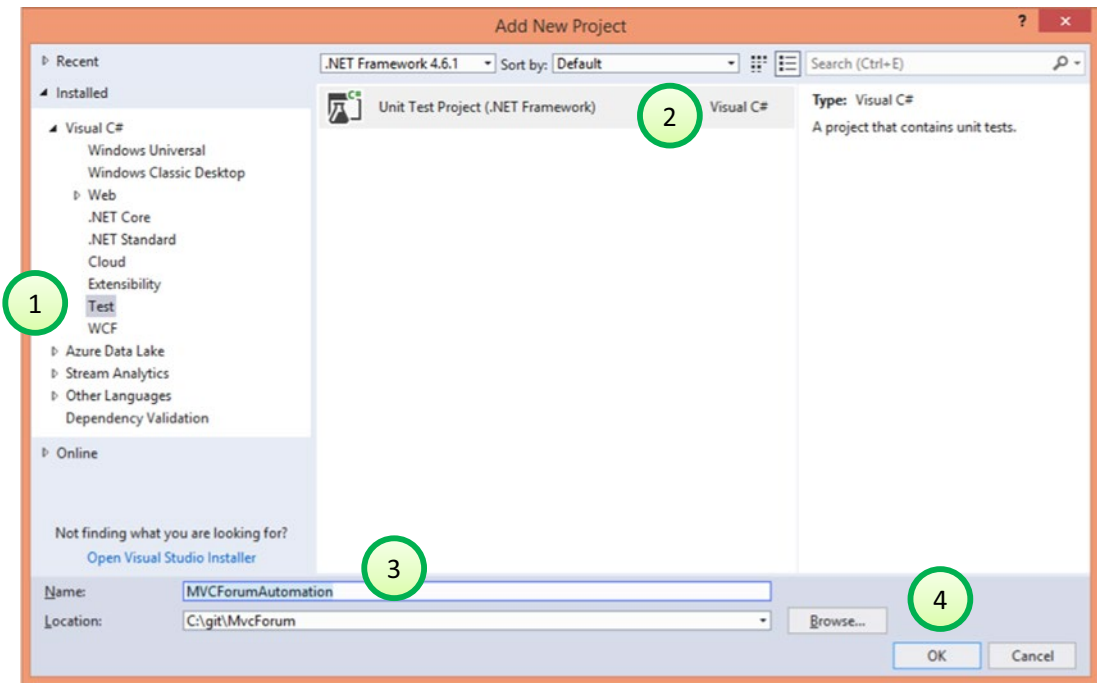 Add New Project
?
×
Recent
.NET Framework 4.6.1
Sort by:
Default
Search (Ctrl+E)
Installed
Visual C#
Windows Universal
Windows Classic Desktop
Web
.NET Core
.NET Standard
Cloud
Extensibility
1
Test
WCF
Azure Data Lake
Stream Analytics
Other Languages
Dependency Validation
Online
Not finding what you are looking for?
Open Visual Studio Installer
C#
Unit Test Project (.NET Framework)
2
Visual C#
Type: Visual C#
A project that contains unit tests.
3
Name:
MVCForumAutomation
Location:
C:\git\MvcForum
Browse...
4
OK
Cancel